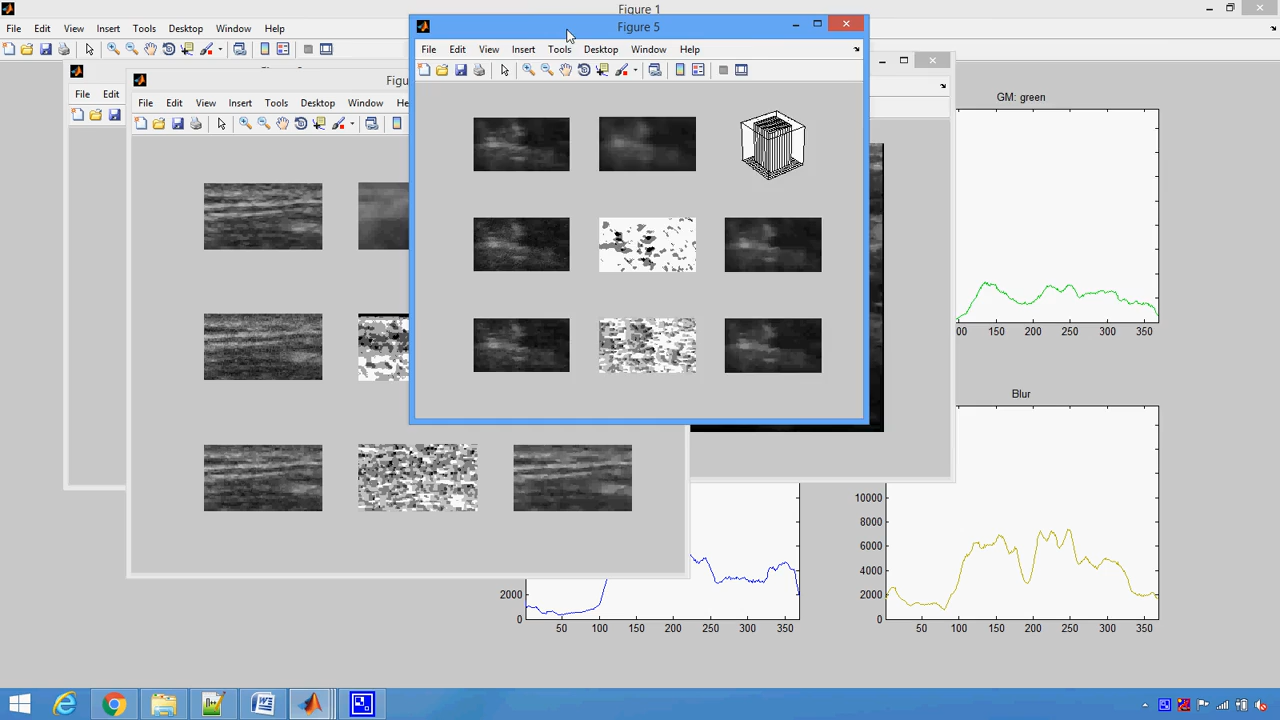 Figure 1
File Edit View Insert Tools Desktop Window Help
Figure 5
File Edit View Insert Tools Desktop Window Help
File Edit
Figu
File Edit View Insert Tools Desktop Window He
GM: green
00 150 200 250 300 350
Blur
10000
8000
6000
4000
2000
0
50 100 150 200 250 300 350
2000
0
50 100 150 200 250 300 350